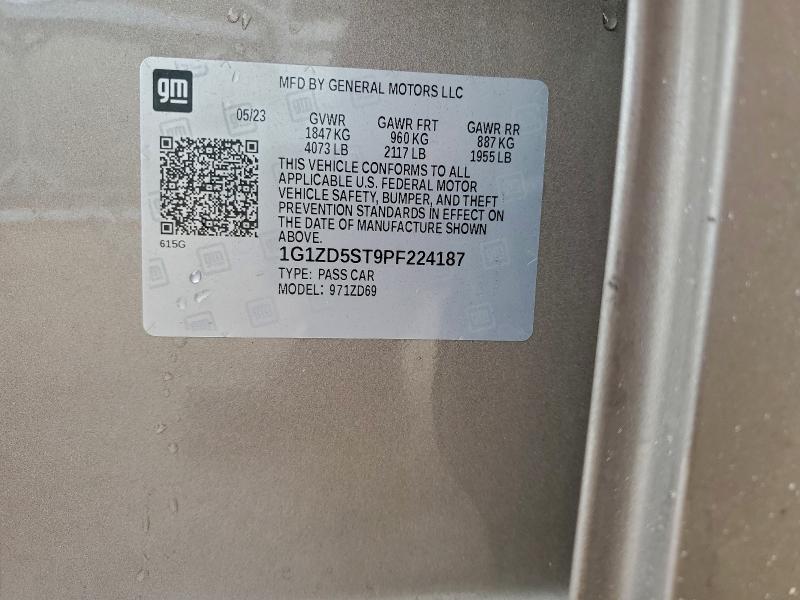 gm
MFD BY GENERAL MOTORS LLC
05/23
GVWR GAWR FRT GAWR RR
1847 KG 960 KG 887 KG
4073 LB 2117 LB 1955 LB
THIS VEHICLE CONFORMS TO ALL
APPLICABLE U.S. FEDERAL MOTOR
VEHICLE SAFETY, BUMPER, AND THEFT
PREVENTION STANDARDS IN EFFECT ON
THE DATE OF MANUFACTURE SHOWN
ABOVE.
615G
1G1ZD5ST9PF224187
TYPE: PASS CAR
MODEL: 971ZD69